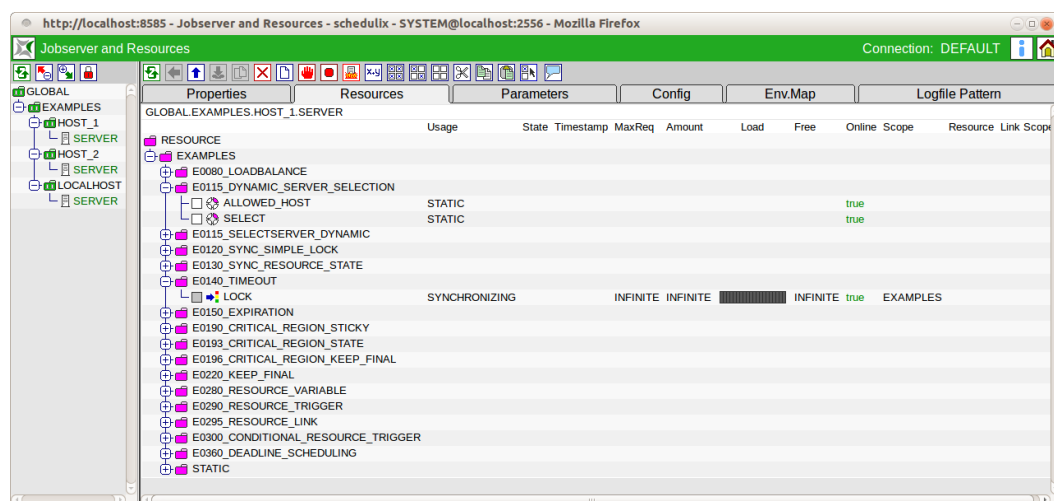 http://localhost:8585 - Jobserver and Resources - schedulix - SYSTEM@localhost:2556 - Mozilla Firefox
Jobserver and Resources
Connection: DEFAULT
GLOBAL
EXAMPLES
HOST_1
SERVER
HOST_2
SERVER
LOCALHOST
SERVER
Properties Resources Parameters Config Env.Map Logfile Pattern
GLOBAL.EXAMPLES.HOST_1.SERVER
Usage State Timestamp MaxReq Amount Load Free Online Scope Resource Link Scope
RESOURCE
EXAMPLES
E0080_LOADBALANCE
E0115_DYNAMIC_SERVER_SELECTION
ALLOWED_HOST STATIC true
SELECT STATIC true
E0115_SELECTSERVER_DYNAMIC
E0120_SYNC_SIMPLE_LOCK
E0130_SYNC_RESOURCE_STATE
E0140_TIMEOUT
LOCK SYNCHRONIZING INFINITE INFINITE INFINITE true EXAMPLES
E0150_EXPIRATION
E0190_CRITICAL_REGION_STICKY
E0193_CRITICAL_REGION_STATE
E0196_CRITICAL_REGION_KEEP_FINAL
E0220_KEEP_FINAL
E0280_RESOURCE_VARIABLE
E0290_RESOURCE_TRIGGER
E0295_RESOURCE_LINK
E0300_CONDITIONAL_RESOURCE_TRIGGER
E0360_DEADLINE_SCHEDULING
STATIC